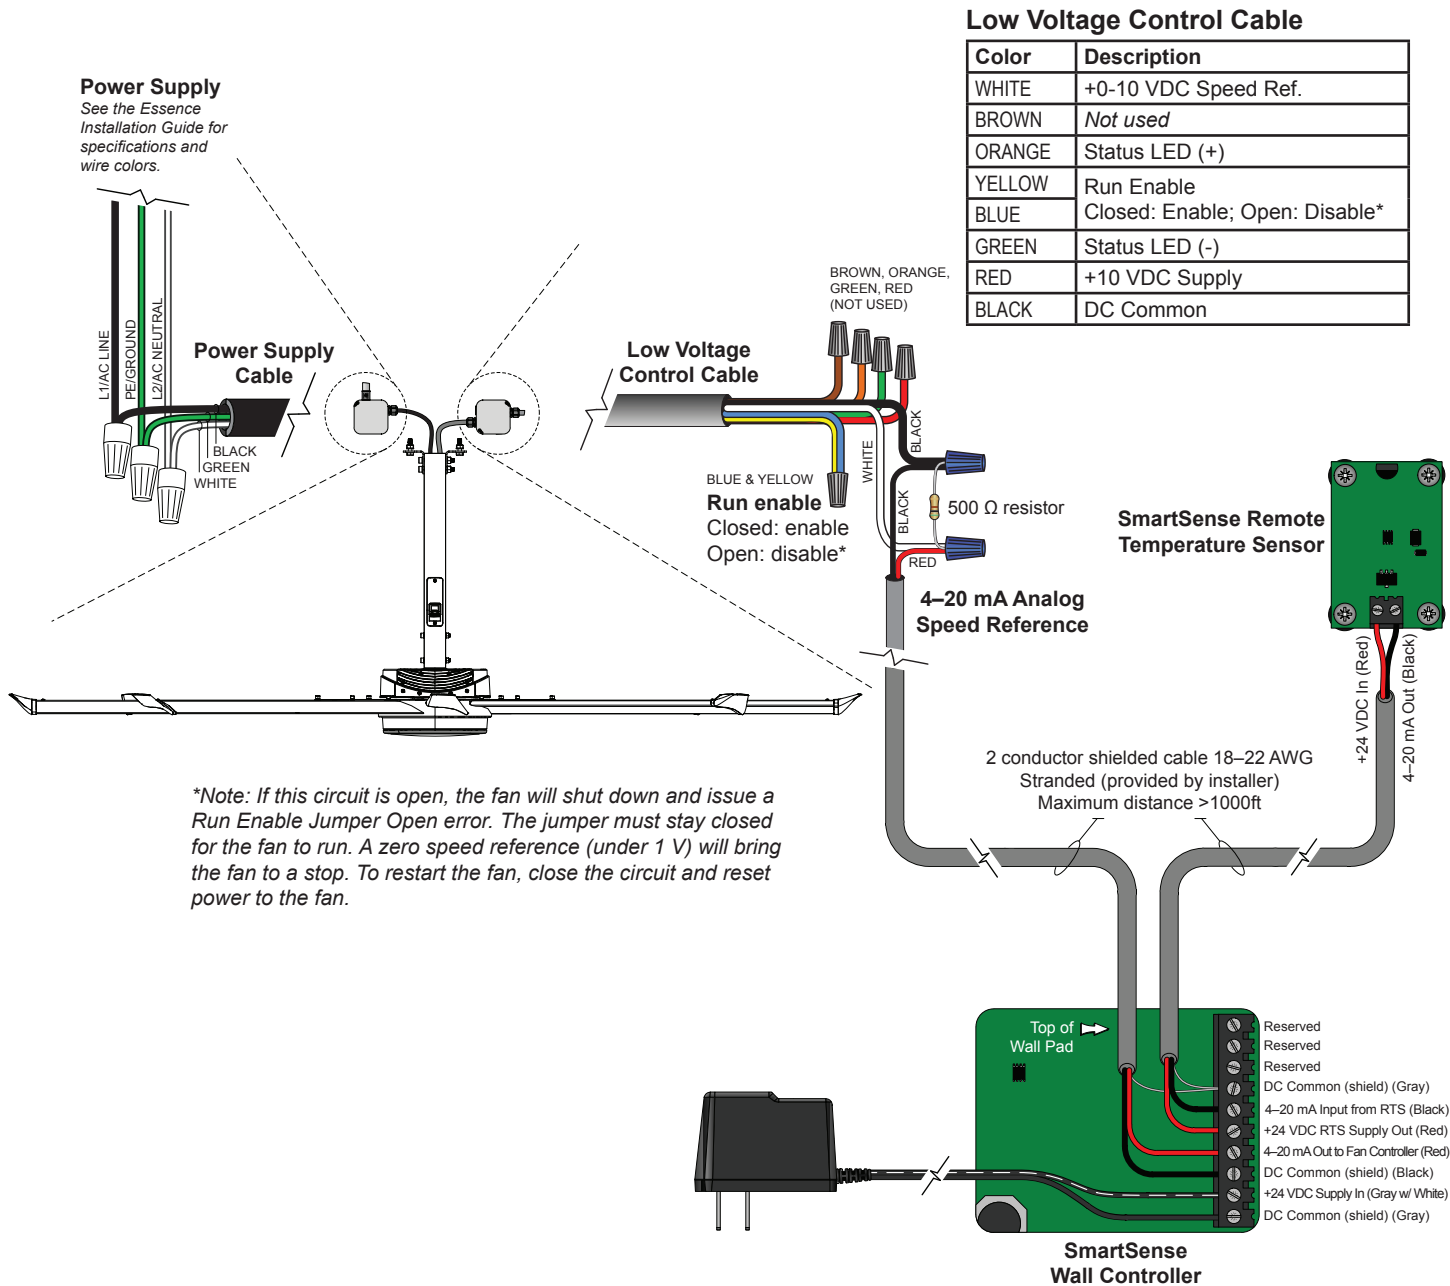 Low Voltage Control Cable
Color Description
WHITE +0-10 VDC Speed Ref.
BROWN Not used
ORANGE Status LED (+)
YELLOW Run Enable
BLUE Closed: Enable; Open: Disable*
GREEN Status LED (-)
RED +10 VDC Supply
BLACK DC Common
Power Supply
See the Essence
Installation Guide for
specifications and
wire colors.
L1/AC LINE
PE/GROUND
L2/AC NEUTRAL
Power Supply
Cable
BLACK
GREEN
WHITE
Low Voltage
Control Cable
BROWN, ORANGE,
GREEN, RED
(NOT USED)
BLACK
WHITE
BLUE & YELLOW
Run enable
Closed: enable
Open: disable*
BLACK
500 Ω resistor
RED
4–20 mA Analog
Speed Reference
SmartSense Remote
Temperature Sensor
+24 VDC In (Red)
4–20 mA Out (Black)
2 conductor shielded cable 18–22 AWG
Stranded (provided by installer)
Maximum distance >1000ft
*Note: If this circuit is open, the fan will shut down and issue a
Run Enable Jumper Open error. The jumper must stay closed
for the fan to run. A zero speed reference (under 1 V) will bring
the fan to a stop. To restart the fan, close the circuit and reset
power to the fan.
Top of
Wall Pad
Reserved
Reserved
Reserved
DC Common (shield) (Gray)
4–20 mA Input from RTS (Black)
+24 VDC RTS Supply Out (Red)
4–20 mA Out to Fan Controller (Red)
DC Common (shield) (Black)
+24 VDC Supply In (Gray w/ White)
DC Common (shield) (Gray)
SmartSense
Wall Controller